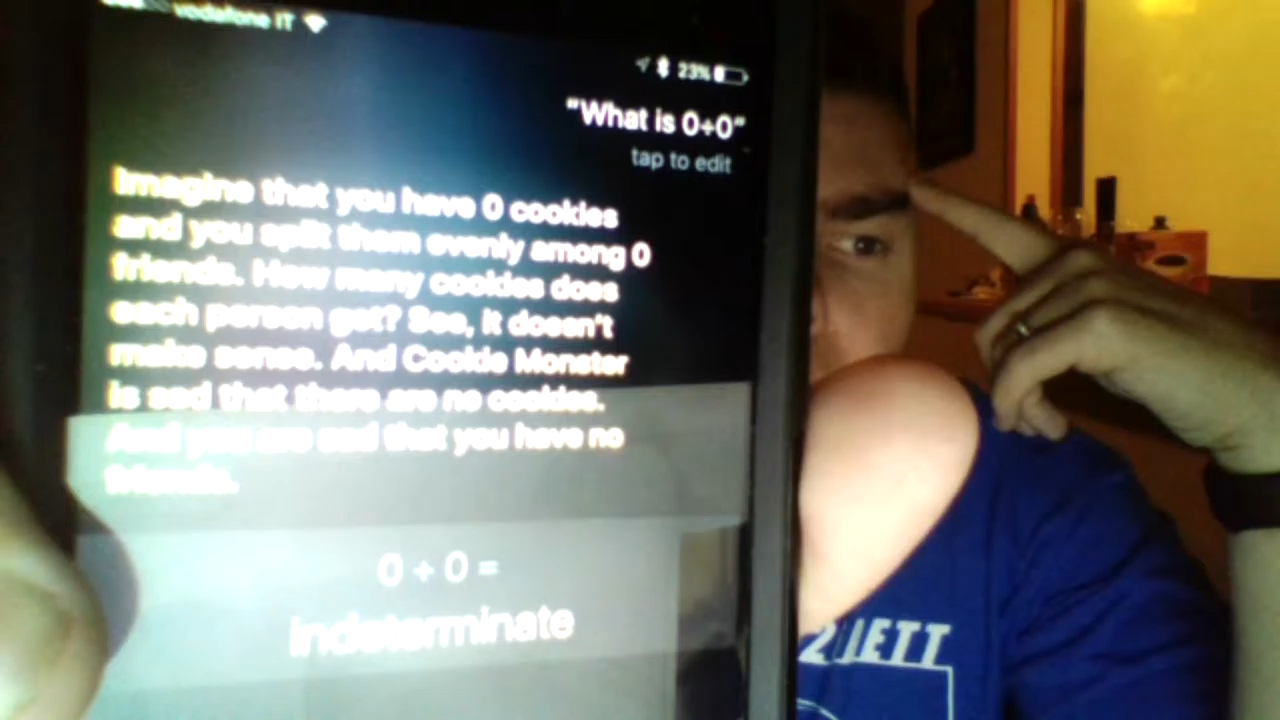 vodafone IT
23%
"What is 0÷0"
tap to edit
Imagine that you have 0 cookies
and you split them evenly among 0
friends. How many cookies does
each person get? See, it doesn't
make sense. And Cookie Monster
is sad that there are no cookies.
And you are sad that you have no
friends.
0 ÷ 0 =
indeterminate